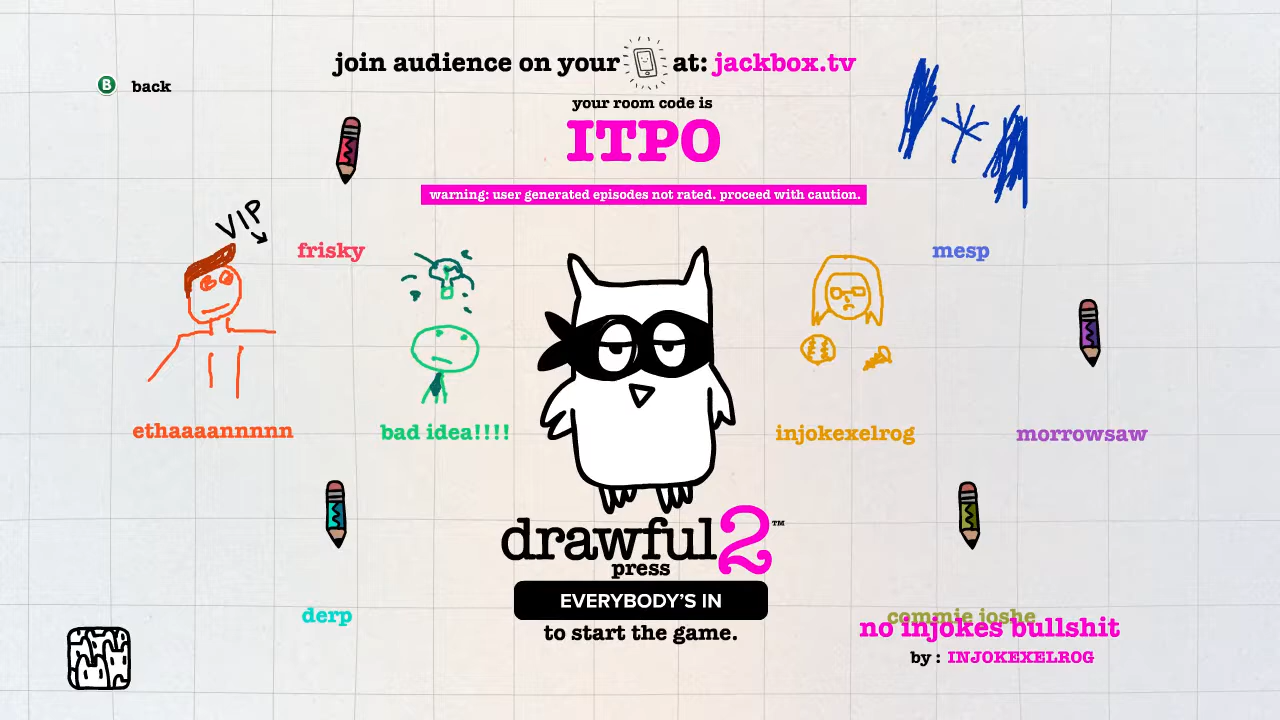 join audience on your at: jackbox.tv
B back
your room code is
ITPO
warning: user generated episodes not rated. proceed with caution.
VIP
frisky
mesp
ethaaaannnnn
bad idea!!!!
injokexelrog
morrowsaw
drawful 2™
press
EVERYBODY'S IN
to start the game.
derp
commie joshe
no injokes bullshit
by : INJOKEXELROG